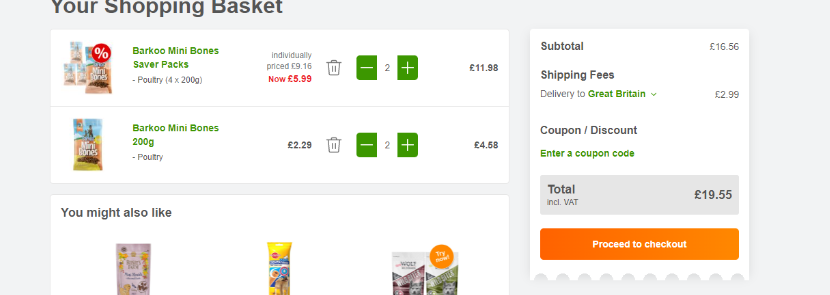 Your Shopping Basket
%
Barkoo Mini Bones
Saver Packs
- Poultry (4 x 200g)
individually
priced £9.16
Now £5.99
2
£11.98
Mini
Bones
Barkoo Mini Bones
200g
- Poultry
£2.29
2
£4.58
You might also like
Try
now!
Subtotal £16.56
Shipping Fees
Delivery to Great Britain £2.99
Coupon / Discount
Enter a coupon code
Total £19.55
incl. VAT
Proceed to checkout